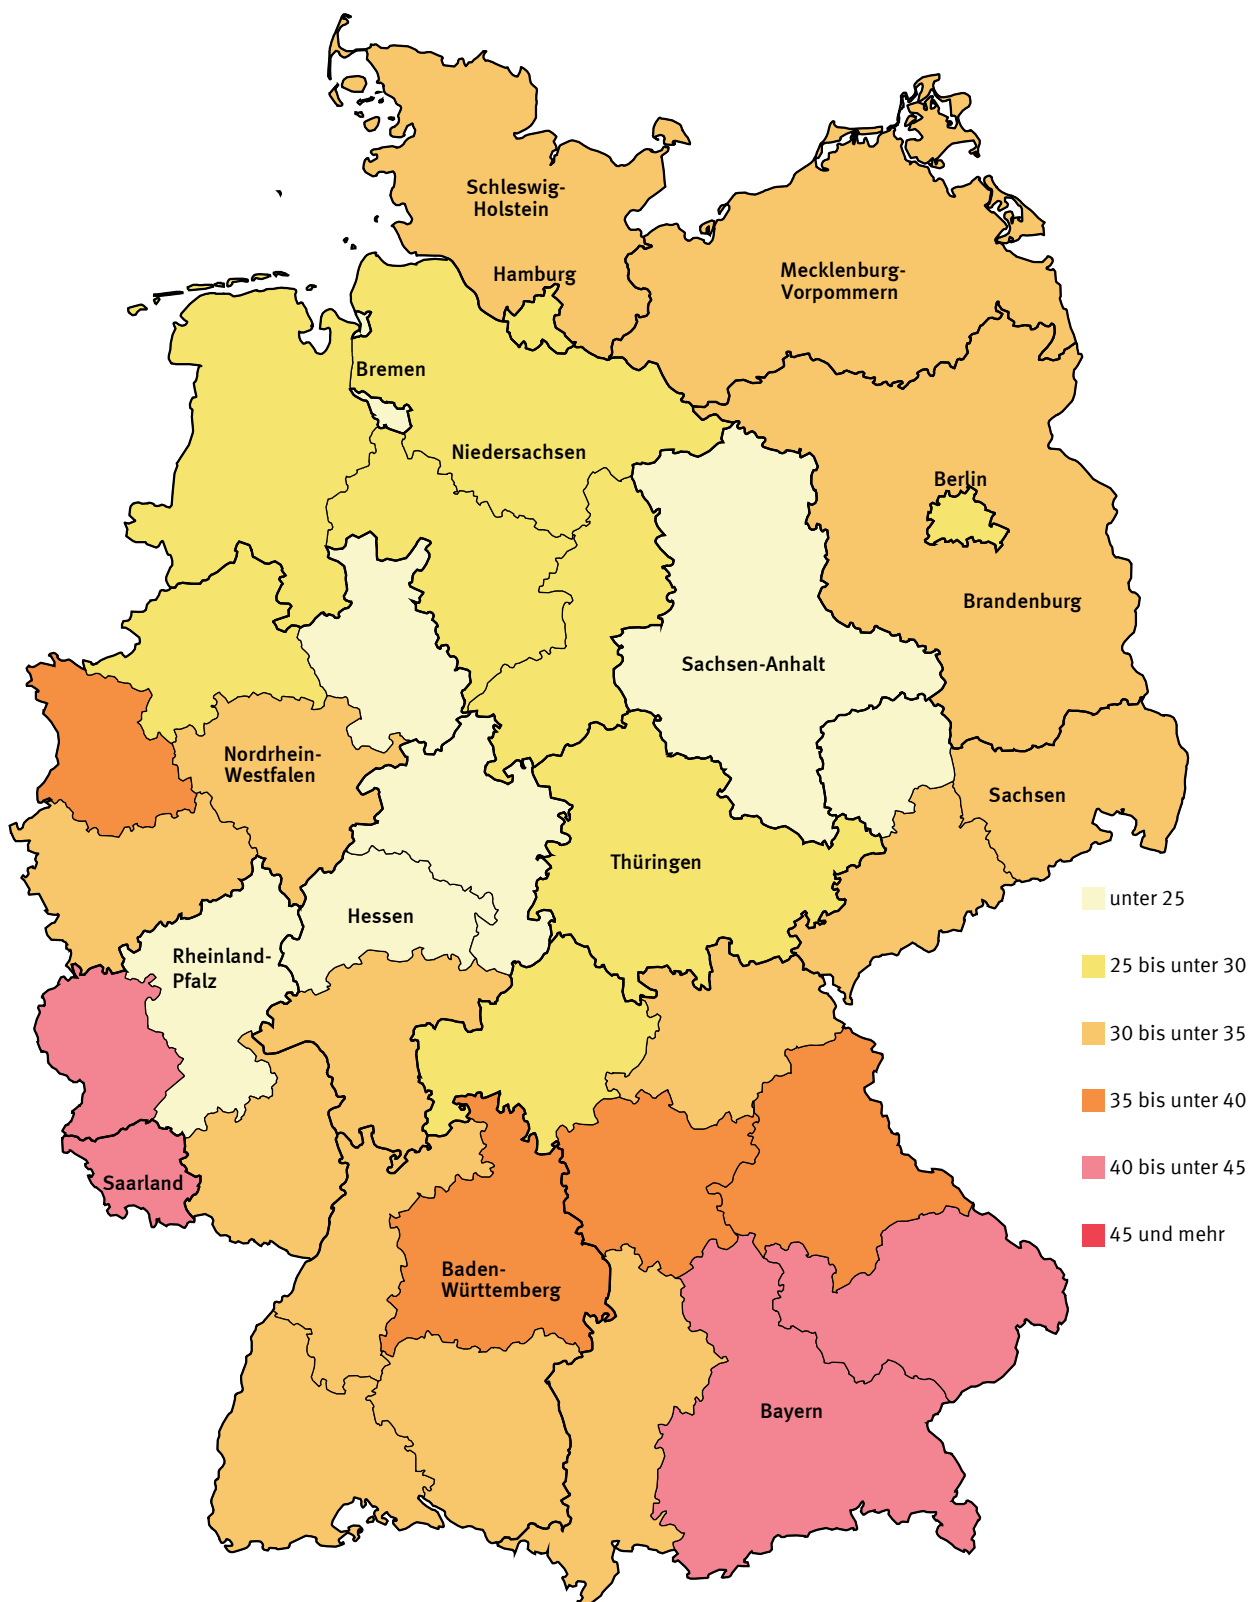 Schleswig-
Holstein
Hamburg
Mecklenburg-
Vorpommern
Bremen
Niedersachsen
Berlin
Brandenburg
Sachsen-Anhalt
Nordrhein-
Westfalen
Sachsen
Thüringen
Hessen
Rheinland-
Pfalz
Saarland
Baden-
Württemberg
Bayern
unter 25
25 bis unter 30
30 bis unter 35
35 bis unter 40
40 bis unter 45
45 und mehr